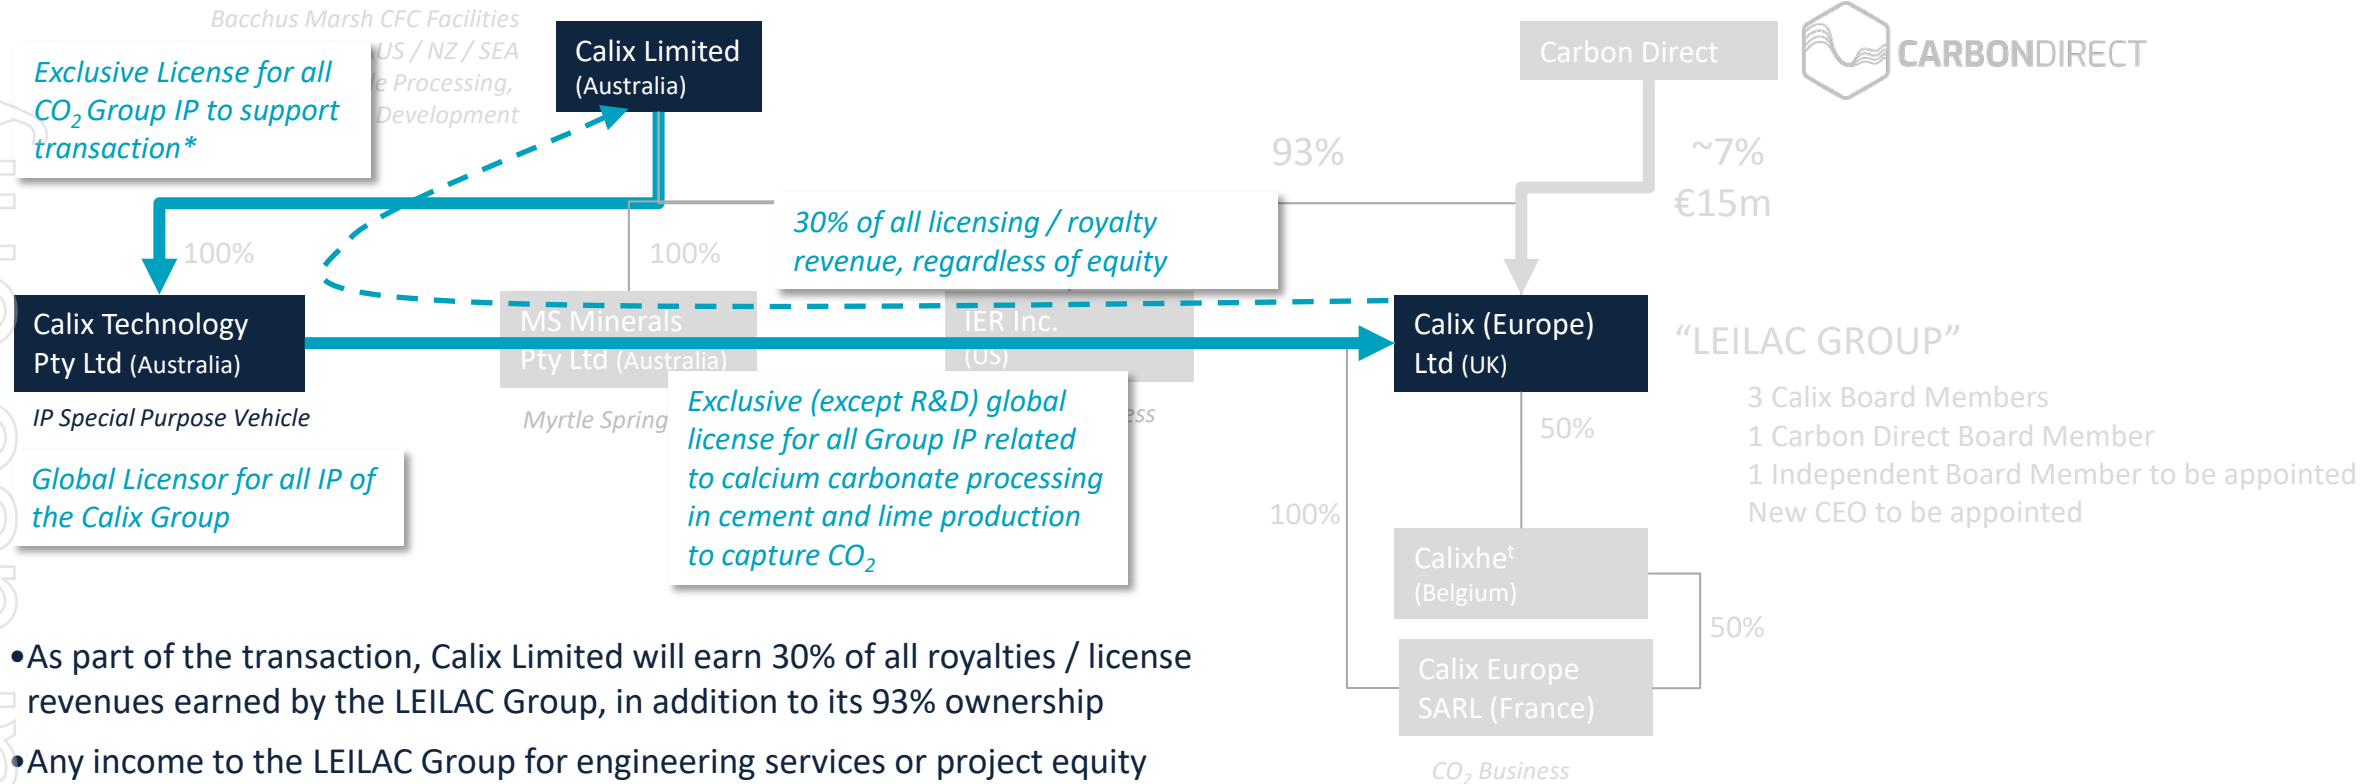 Bacchus Marsh CFC Facilities
US / NZ / SEA
Processing,
Development
Calix Limited
(Australia)
Exclusive License for all
CO2 Group IP to support
transaction*
Carbon Direct
CARBONDIRECT
93%
~7%
€15m
30% of all licensing / royalty
revenue, regardless of equity
100%
100%
Calix Technology
Pty Ltd (Australia)
IP Special Purpose Vehicle
MS Minerals
Pty Ltd (Australia)
Myrtle Spring
IER Inc.
(US)
Calix (Europe)
Ltd (UK)
“LEILAC GROUP”
3 Calix Board Members
1 Carbon Direct Board Member
1 Independent Board Member to be appointed
New CEO to be appointed
Global Licensor for all IP of
the Calix Group
Exclusive (except R&D) global
license for all Group IP related
to calcium carbonate processing
in cement and lime production
to capture CO2
50%
100%
Calixhet
(Belgium)
50%
Calix Europe
SARL (France)
CO2 Business
•As part of the transaction, Calix Limited will earn 30% of all royalties / license
revenues earned by the LEILAC Group, in addition to its 93% ownership
•Any income to the LEILAC Group for engineering services or project equity